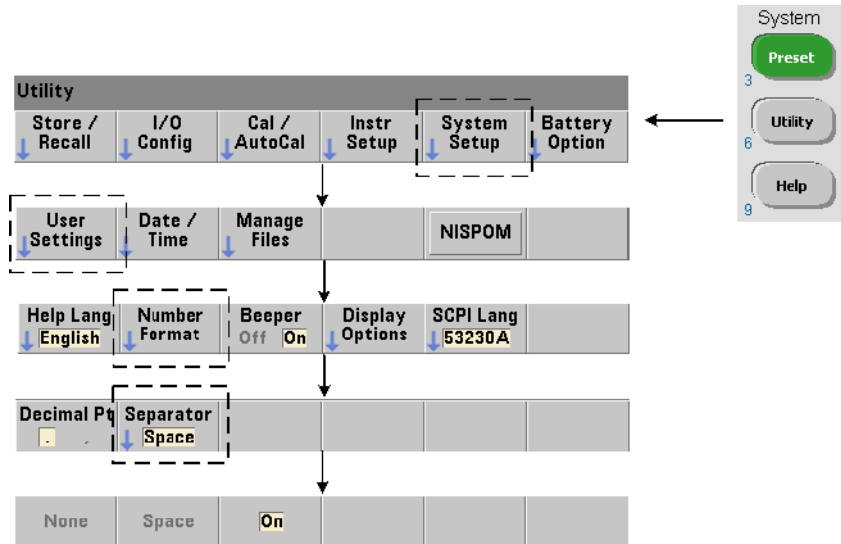 System
Preset
3
Utility
6
Help
9
Utility
Store / Recall
I/O Config
Cal / AutoCal
Instr Setup
System Setup
Battery Option
User Settings
Date / Time
Manage Files
NISPOM
Help Lang
English
Number Format
Beeper
Off On
Display Options
SCPI Lang
53230A
Decimal Pt
. ,
Separator
Space
None
Space
On